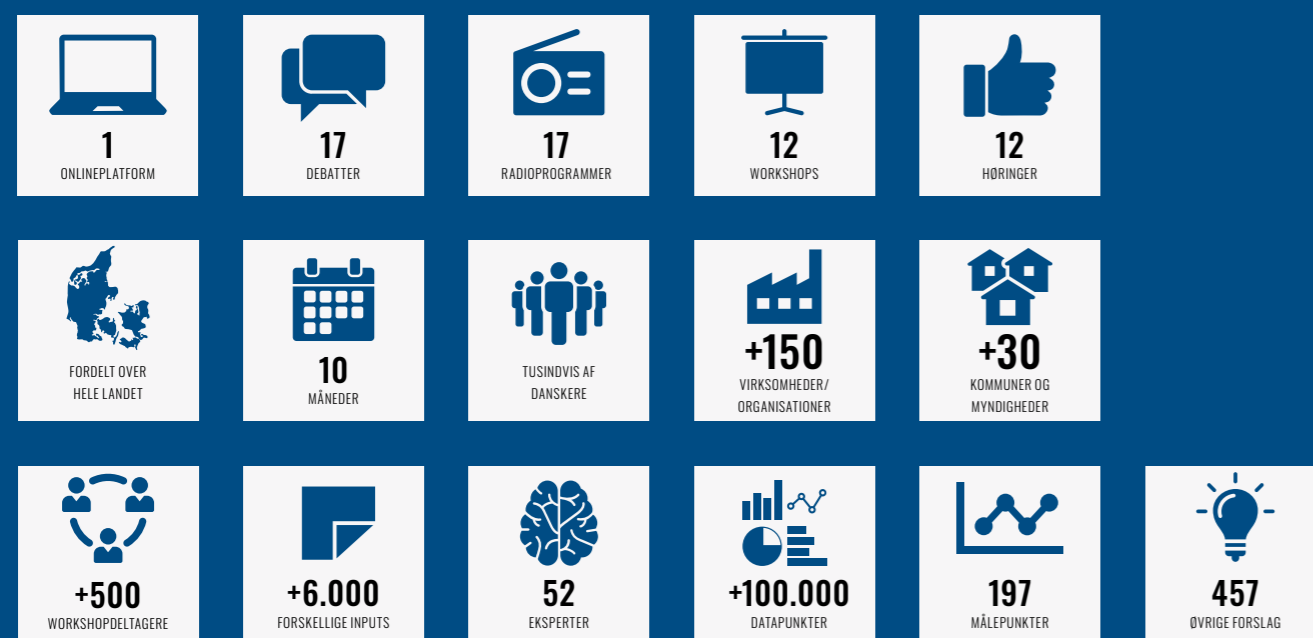 1
ONLINEPLATFORM
17
DEBATTER
17
RADIOPROGRAMMER
12
WORKSHOPS
12
HØRINGER
FORDELT OVER
HELE LANDET
10
MÅNEDER
TUSINDVIS AF
DANSKERE
+150
VIRKSOMHEDER/
ORGANISATIONER
+30
KOMMUNER OG
MYNDIGHEDER
+500
WORKSHOPDELTAGERE
+6.000
FORSKELLIGE INPUTS
52
EKSPERTER
+100.000
DATAPUNKTER
197
MÅLEPUNKTER
457
ØVRIGE FORSLAG